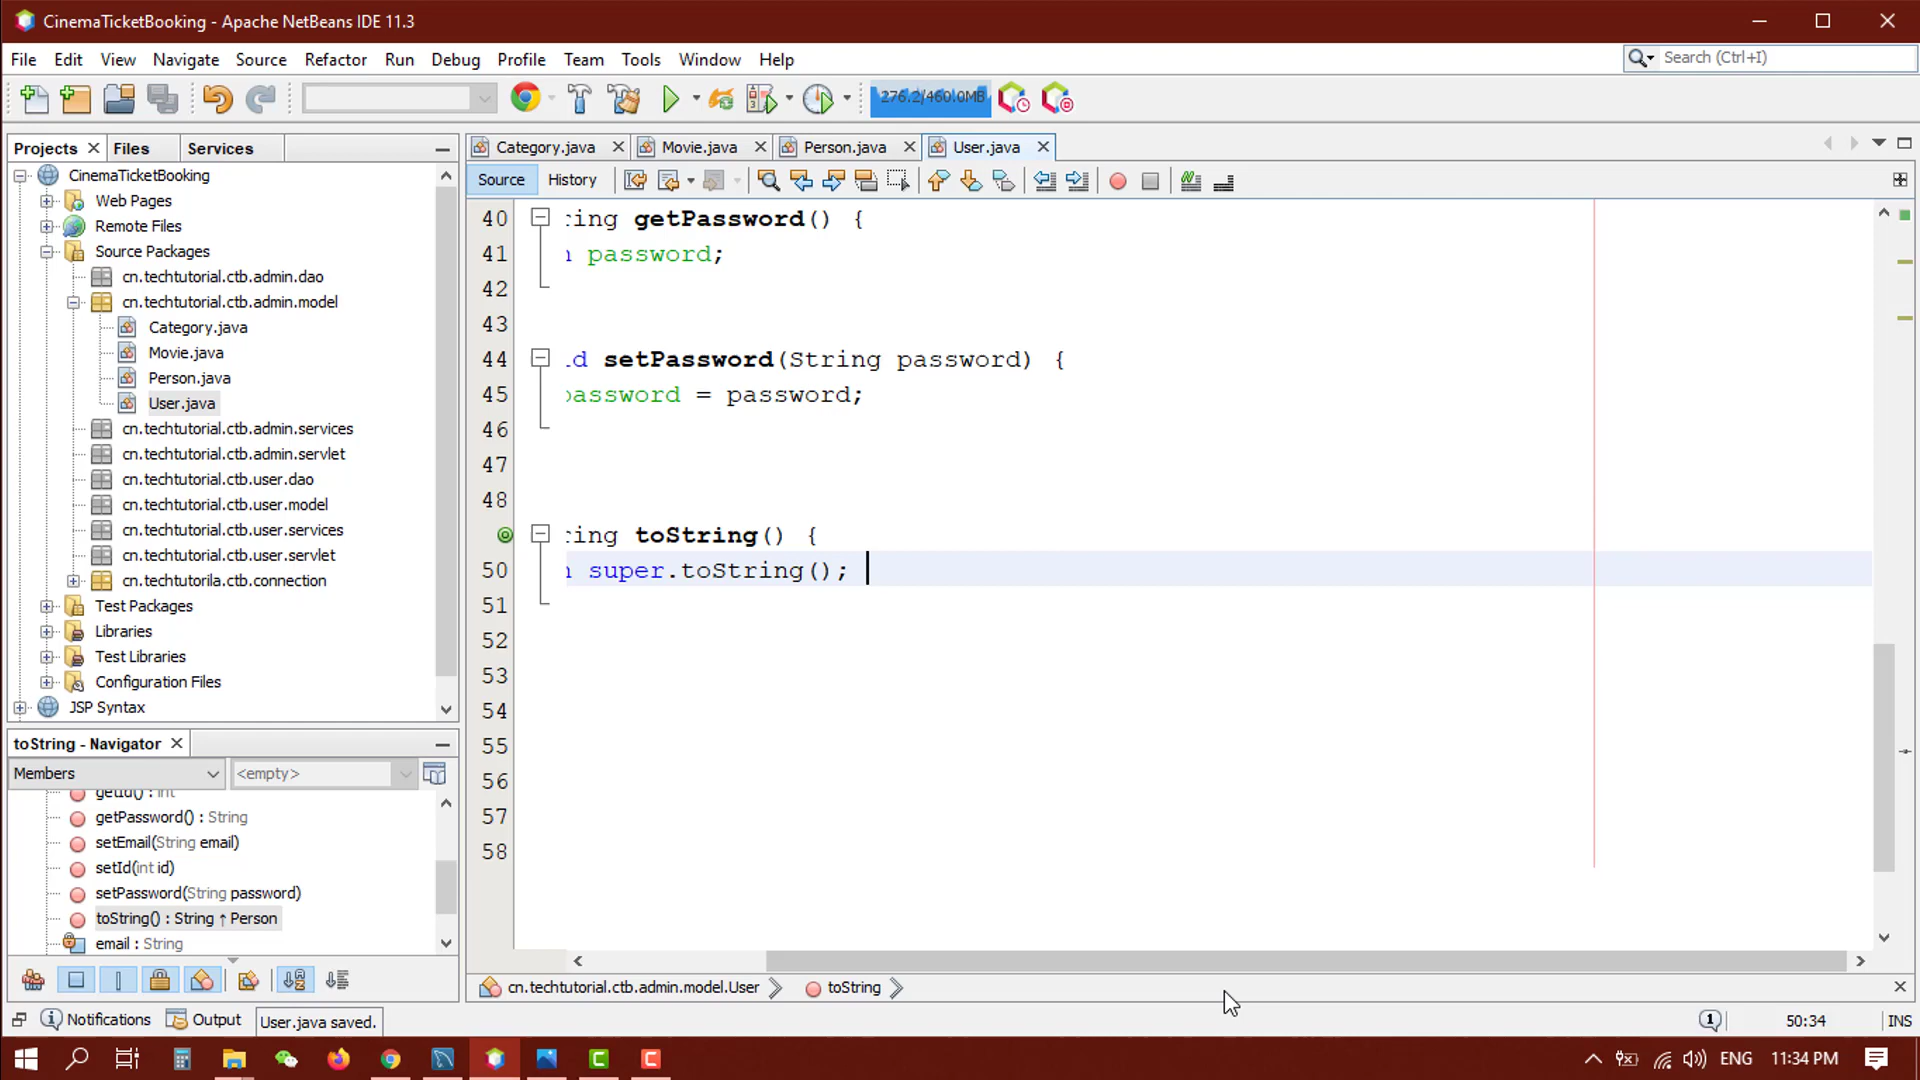 CinemaTicketBooking - Apache NetBeans IDE 11.3
File Edit View Navigate Source Refactor Run Debug Profile Team Tools Window Help
Search (Ctrl+I)
276.2/460.0MB
Projects Files Services
CinemaTicketBooking
Web Pages
Remote Files
Source Packages
cn.techtutorial.ctb.admin.dao
cn.techtutorial.ctb.admin.model
Category.java
Movie.java
Person.java
User.java
cn.techtutorial.ctb.admin.services
cn.techtutorial.ctb.admin.servlet
cn.techtutorial.ctb.user.dao
cn.techtutorial.ctb.user.model
cn.techtutorial.ctb.user.services
cn.techtutorial.ctb.user.servlet
cn.techtutorila.ctb.connection
Test Packages
Libraries
Test Libraries
Configuration Files
JSP Syntax
toString - Navigator
Members <empty>
getId() : int
getPassword() : String
setEmail(String email)
setId(int id)
setPassword(String password)
toString() : String ↑ Person
email : String
Category.java Movie.java Person.java User.java
Source History
40 ring getPassword() {
41 n password;
42
43
44 id setPassword(String password) {
45 password = password;
46
47
48
ring toString() {
50 n super.toString();
51
52
53
54
55
56
57
58
cn.techtutorial.ctb.admin.model.User toString
Notifications Output User.java saved. 1 50:34 INS
ENG 11:34 PM